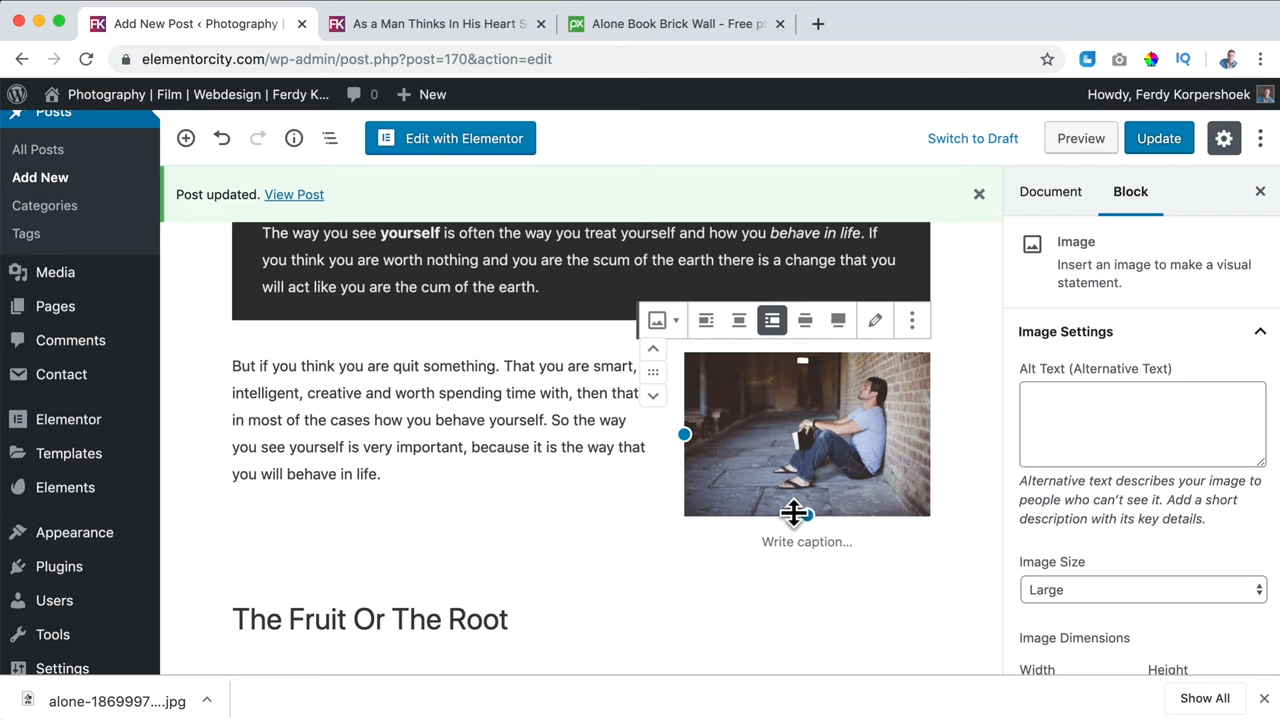 Add New Post ‹ Photography |
As a Man Thinks In His Heart S
Alone Book Brick Wall - Free p
elementorcity.com/wp-admin/post.php?post=170&action=edit
Photography | Film | Webdesign | Ferdy K...
0
New
Howdy, Ferdy Korpershoek
Posts
All Posts
Add New
Categories
Tags
Media
Pages
Comments
Contact
Elementor
Templates
Elements
Appearance
Plugins
Users
Tools
Settings
Edit with Elementor
Switch to Draft
Preview
Update
Post updated. View Post
The way you see yourself is often the way you treat yourself and how you behave in life. If
you think you are worth nothing and you are the scum of the earth there is a change that you
will act like you are the cum of the earth.
But if you think you are quit something. That you are smart,
intelligent, creative and worth spending time with, then that
in most of the cases how you behave yourself. So the way
you see yourself is very important, because it is the way that
you will behave in life.
Write caption...
The Fruit Or The Root
Document
Block
Image
Insert an image to make a visual
statement.
Image Settings
Alt Text (Alternative Text)
Alternative text describes your image to
people who can't see it. Add a short
description with its key details.
Image Size
Large
Image Dimensions
Width
Height
alone-1869997....jpg
Show All